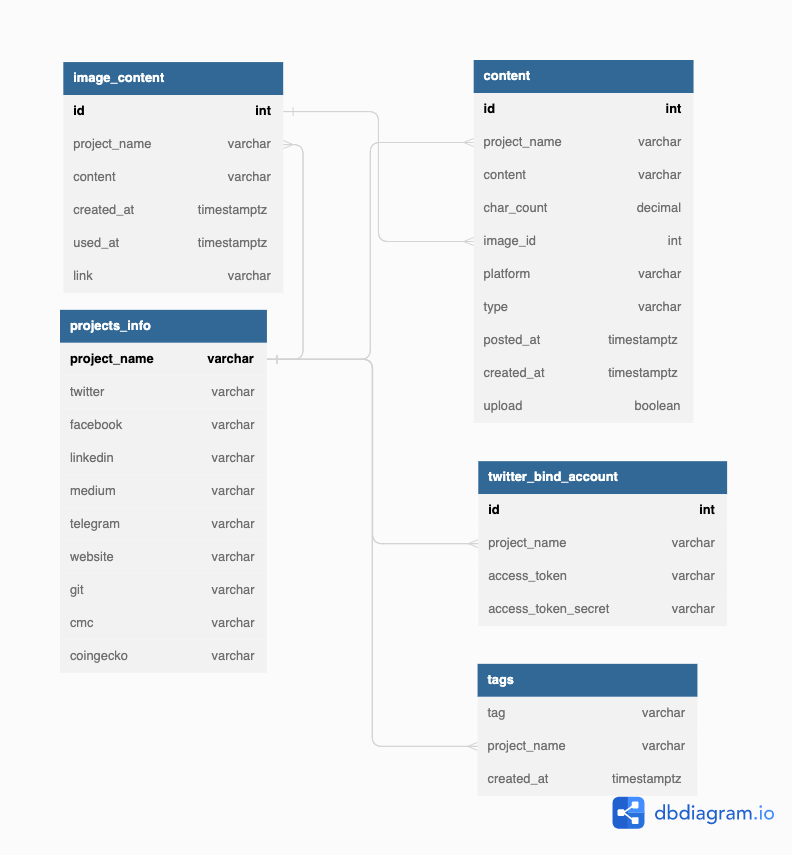 image_content
id int
project_name varchar
content varchar
created_at timestamptz
used_at timestamptz
link varchar
projects_info
project_name varchar
twitter varchar
facebook varchar
linkedin varchar
medium varchar
telegram varchar
website varchar
git varchar
cmc varchar
coingecko varchar
content
id int
project_name varchar
content varchar
char_count decimal
image_id int
platform varchar
type varchar
posted_at timestamptz
created_at timestamptz
upload boolean
twitter_bind_account
id int
project_name varchar
access_token varchar
access_token_secret varchar
tags
tag varchar
project_name varchar
created_at timestamptz
dbdiagram.io